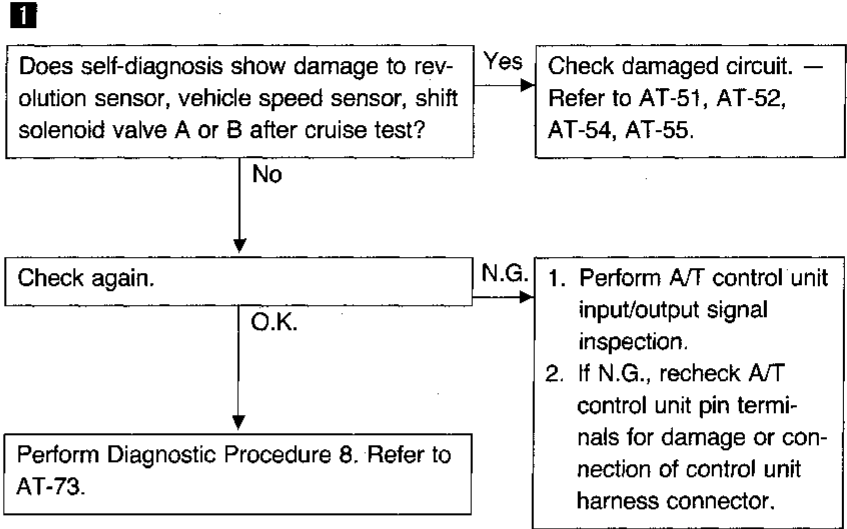 1
Does self-diagnosis show damage to rev-
olution sensor, vehicle speed sensor, shift
solenoid valve A or B after cruise test?
Yes
Check damaged circuit. —
Refer to AT-51, AT-52,
AT-54, AT-55.
No
Check again.
N.G.
1. Perform A/T control unit
input/output signal
inspection.
2. If N.G., recheck A/T
control unit pin termi-
nals for damage or con-
nection of control unit
harness connector.
O.K.
Perform Diagnostic Procedure 8. Refer to
AT-73.